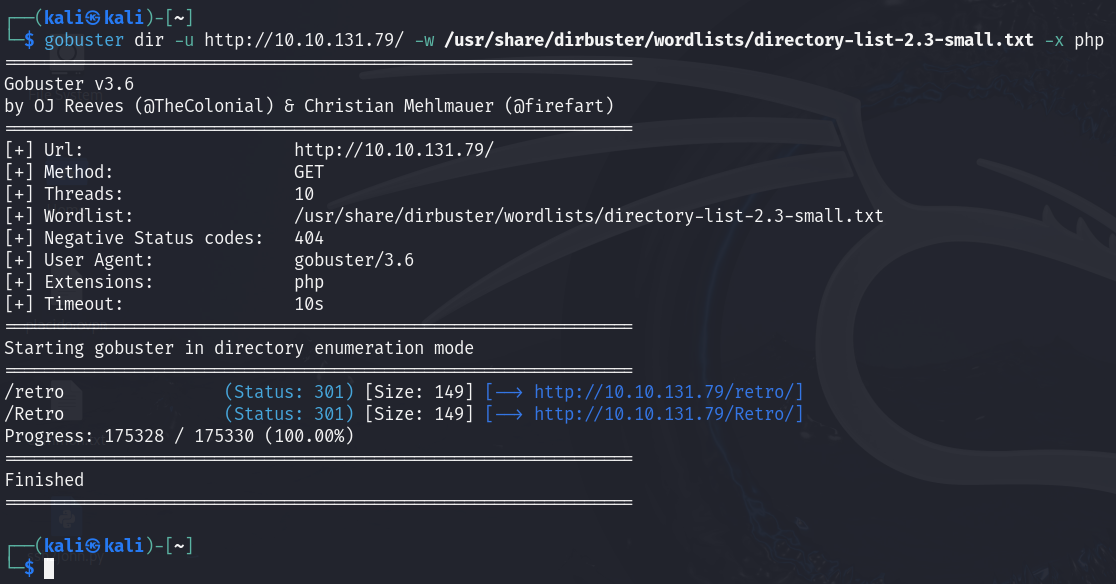 ┌──(kali㉿kali)-[~]
└─$ gobuster dir -u http://10.10.131.79/ -w /usr/share/dirbuster/wordlists/directory-list-2.3-small.txt -x php
===============================================================
Gobuster v3.6
by OJ Reeves (@TheColonial) & Christian Mehlmauer (@firefart)
===============================================================
[+] Url:                     http://10.10.131.79/
[+] Method:                  GET
[+] Threads:                 10
[+] Wordlist:                /usr/share/dirbuster/wordlists/directory-list-2.3-small.txt
[+] Negative Status codes:   404
[+] User Agent:              gobuster/3.6
[+] Extensions:              php
[+] Timeout:                 10s
===============================================================
Starting gobuster in directory enumeration mode
===============================================================
/retro                (Status: 301) [Size: 149] [--> http://10.10.131.79/retro/]
/Retro                (Status: 301) [Size: 149] [--> http://10.10.131.79/Retro/]
Progress: 175328 / 175330 (100.00%)
===============================================================
Finished
===============================================================
┌──(kali㉿kali)-[~]
└─$